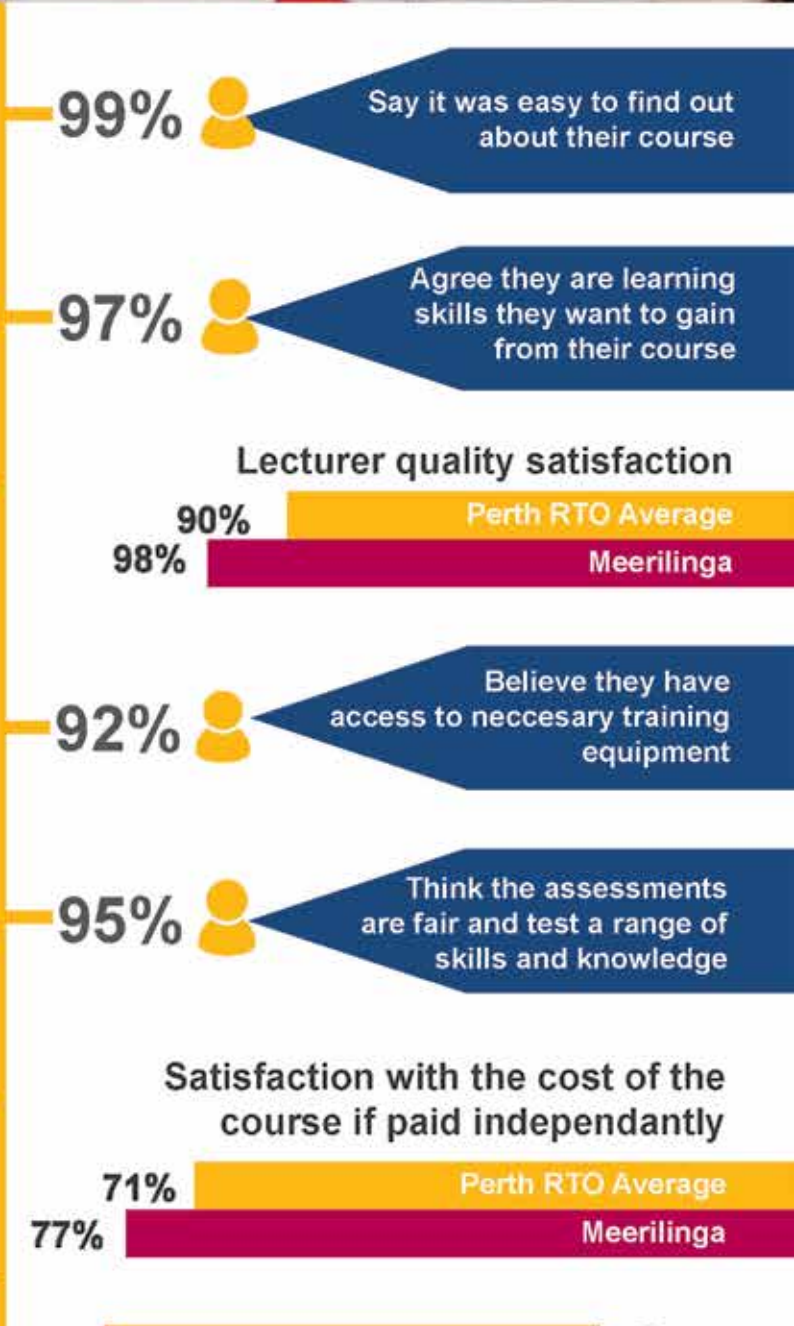 99%
Say it was easy to find out
about their course
97%
Agree they are learning
skills they want to gain
from their course
Lecturer quality satisfaction
90%
Perth RTO Average
98%
Meerilinga
92%
Believe they have
access to neccesary training
equipment
95%
Think the assessments
are fair and test a range of
skills and knowledge
Satisfaction with the cost of the
course if paid independantly
71%
Perth RTO Average
77%
Meerilinga